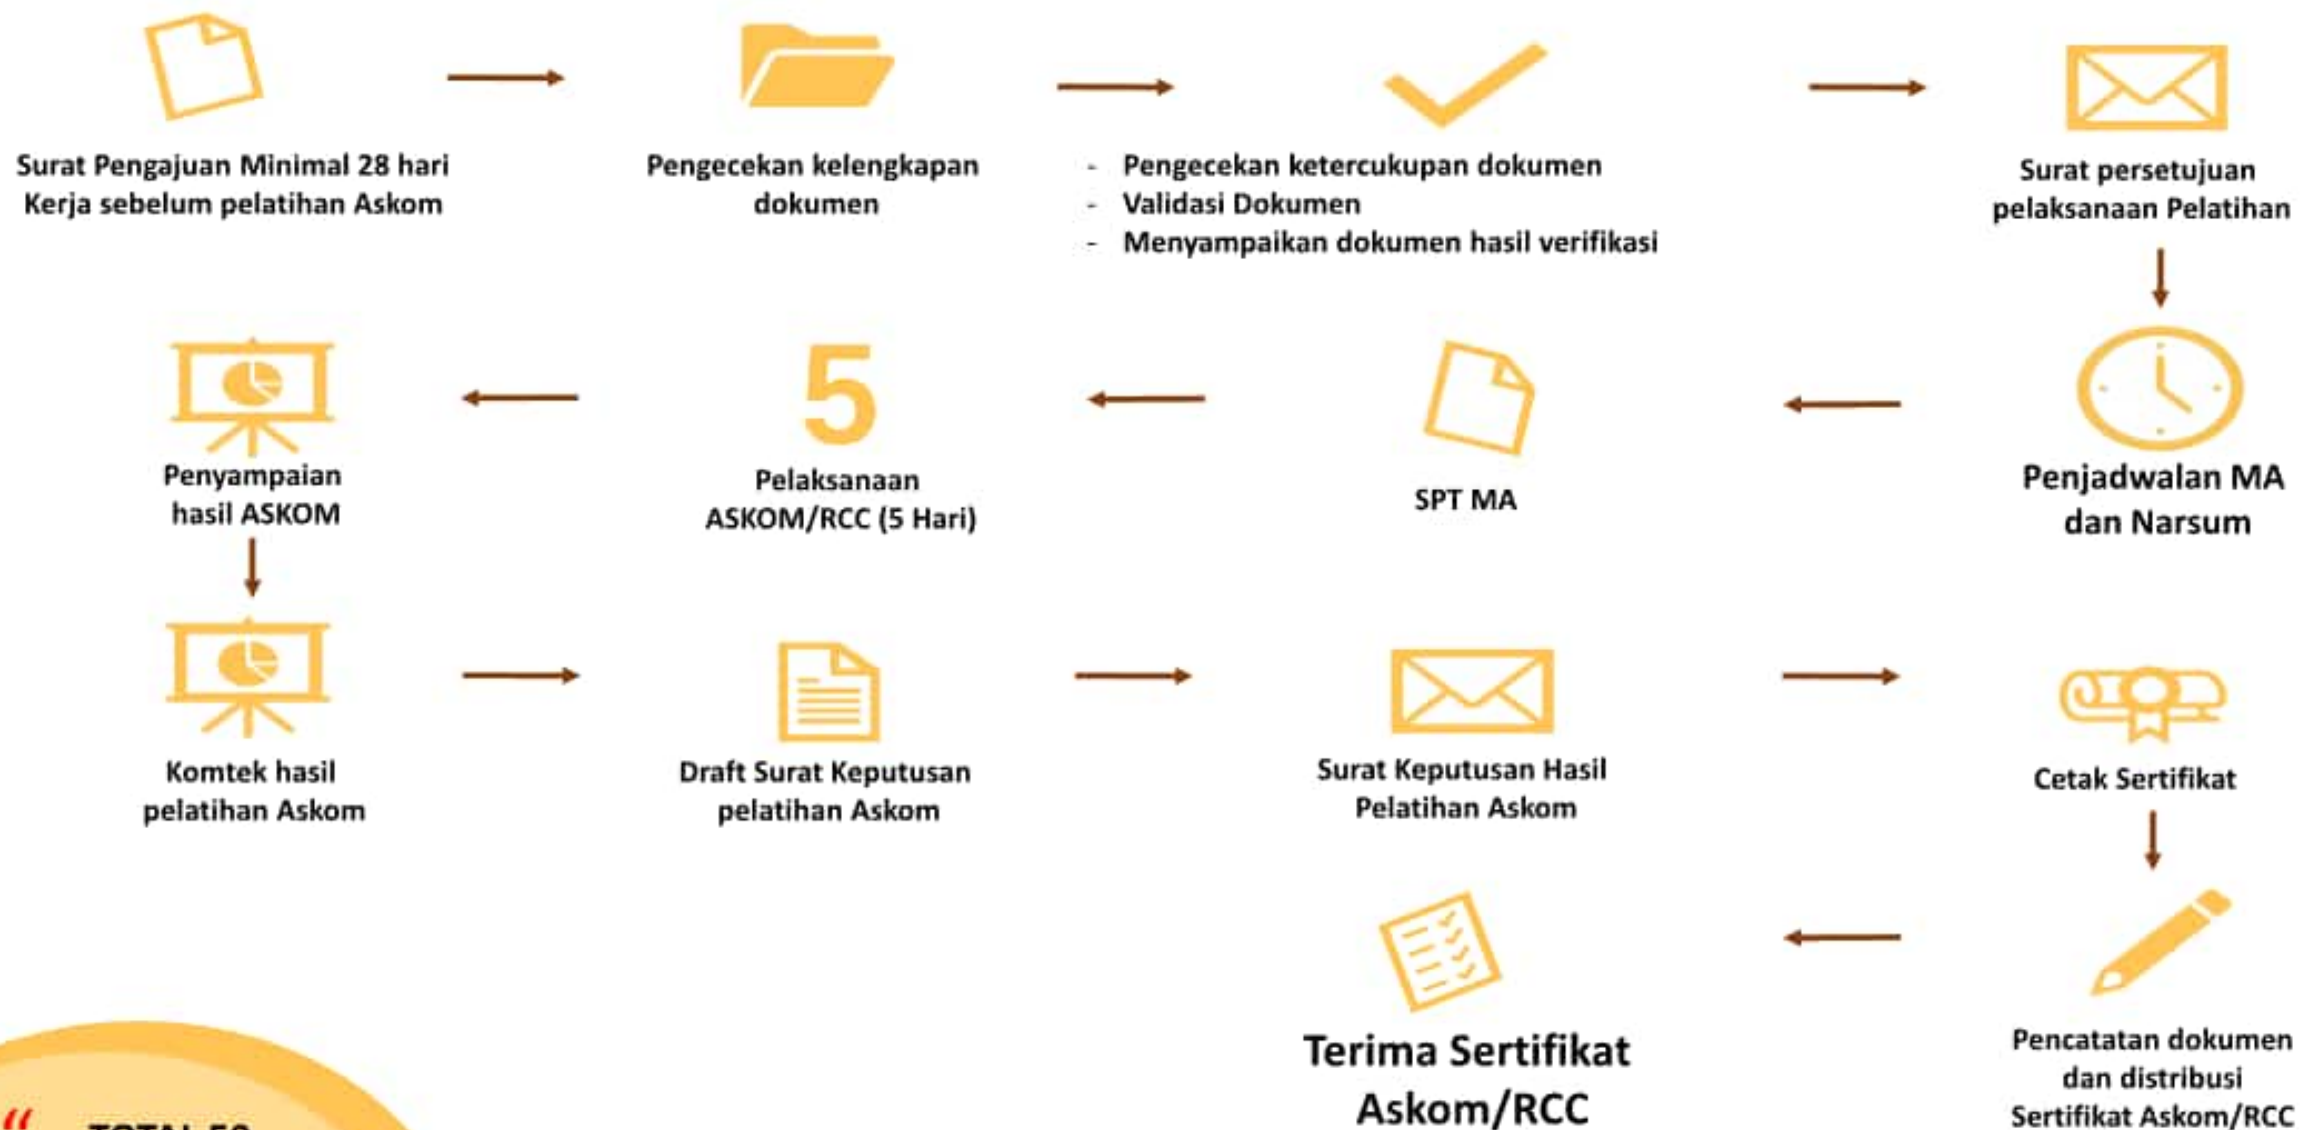 Surat Pengajuan Minimal 28 hari
Kerja sebelum pelatihan Askom
Pengecekan kelengkapan
dokumen
- Pengecekan ketercukupan dokumen
- Validasi Dokumen
- Menyampaikan dokumen hasil verifikasi
Surat persetujuan
pelaksanaan Pelatihan
Penjadwalan MA
dan Narsum
SPT MA
5
Pelaksanaan
ASKOM/RCC (5 Hari)
Penyampaian
hasil ASKOM
Komtek hasil
pelatihan Askom
Draft Surat Keputusan
pelatihan Askom
Surat Keputusan Hasil
Pelatihan Askom
Cetak Sertifikat
Pencatatan dokumen
dan distribusi
Sertifikat Askom/RCC
Terima Sertifikat
Askom/RCC
“ TOTAL